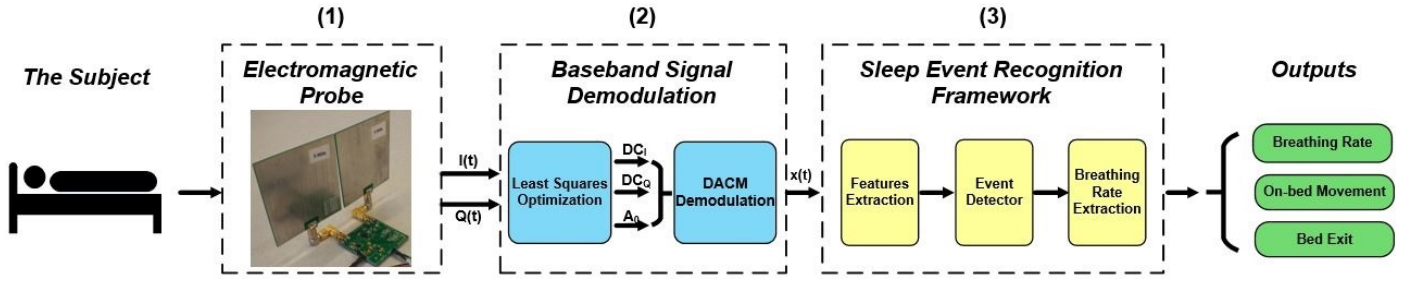 (1)
(2)
(3)
The Subject
Electromagnetic
Probe
Baseband Signal
Demodulation
Sleep Event Recognition
Framework
Outputs
I(t)
Q(t)
Least Squares
Optimization
DC_I
DC_Q
A_0
DACM
Demodulation
x(t)
Features
Extraction
Event
Detector
Breathing
Rate
Extraction
Breathing Rate
On-bed Movement
Bed Exit